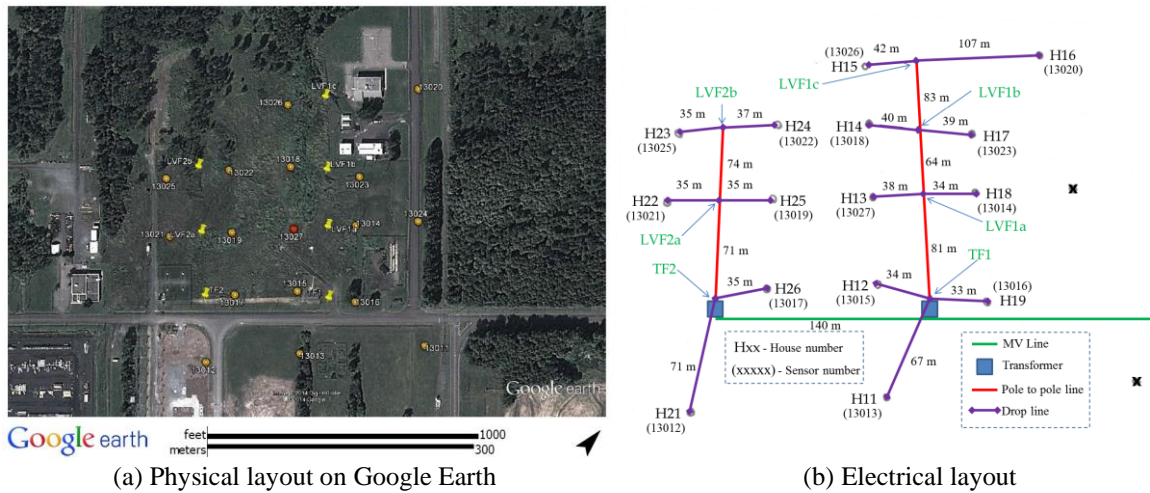 LVF1c
13020
13026
13018
LVF1b
LVF2b
13022
13025
13023
13024
13014
LVF1a
LVF2a
13021
13019
13027
TF2
13017
13015
TF1
13016
13013
13011
13012
Google earth
Google earth
feet
meters
1000
300
(a) Physical layout on Google Earth
(13026)
H15
42 m
107 m
H16
(13020)
LVF1c
83 m
LVF1b
LVF2b
35 m
37 m
H24
(13022)
H23
(13025)
H14
(13018)
40 m
39 m
H17
(13023)
74 m
64 m
35 m
35 m
H22
(13021)
H25
(13019)
38 m
34 m
H13
(13027)
H18
(13014)
x
LVF2a
LVF1a
71 m
81 m
TF2
35 m
H26
(13017)
TF1
34 m
H12
(13015)
33 m
(13016)
H19
140 m
71 m
67 m
Hxx - House number
(xxxxx) - Sensor number
MV Line
Transformer
Pole to pole line
Drop line
x
H21
(13012)
H11
(13013)
(b) Electrical layout